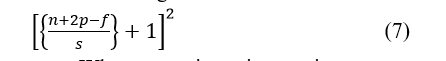 [{n+2p−f/s} + 1]² (7)